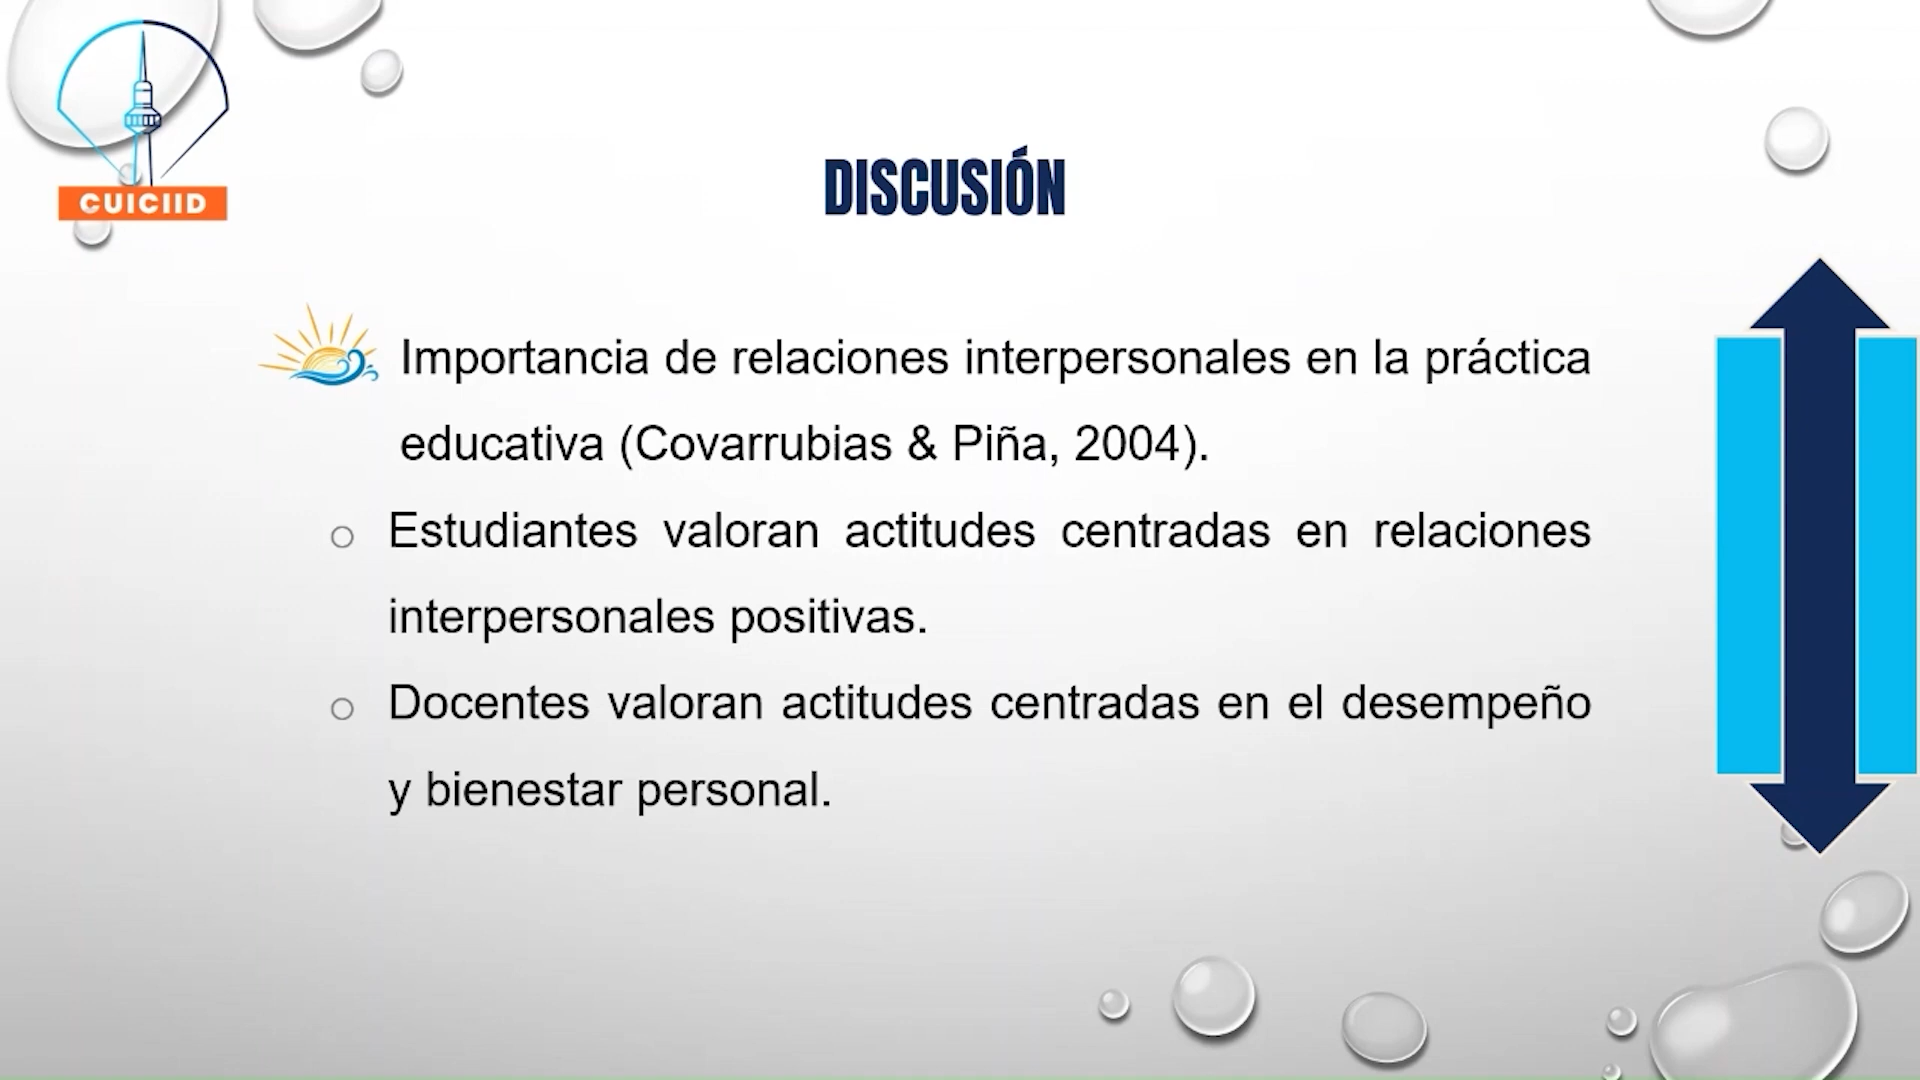 CUICIID
DISCUSIÓN
Importancia de relaciones interpersonales en la práctica
educativa (Covarrubias & Piña, 2004).
Estudiantes valoran actitudes centradas en relaciones
interpersonales positivas.
Docentes valoran actitudes centradas en el desempeño
y bienestar personal.